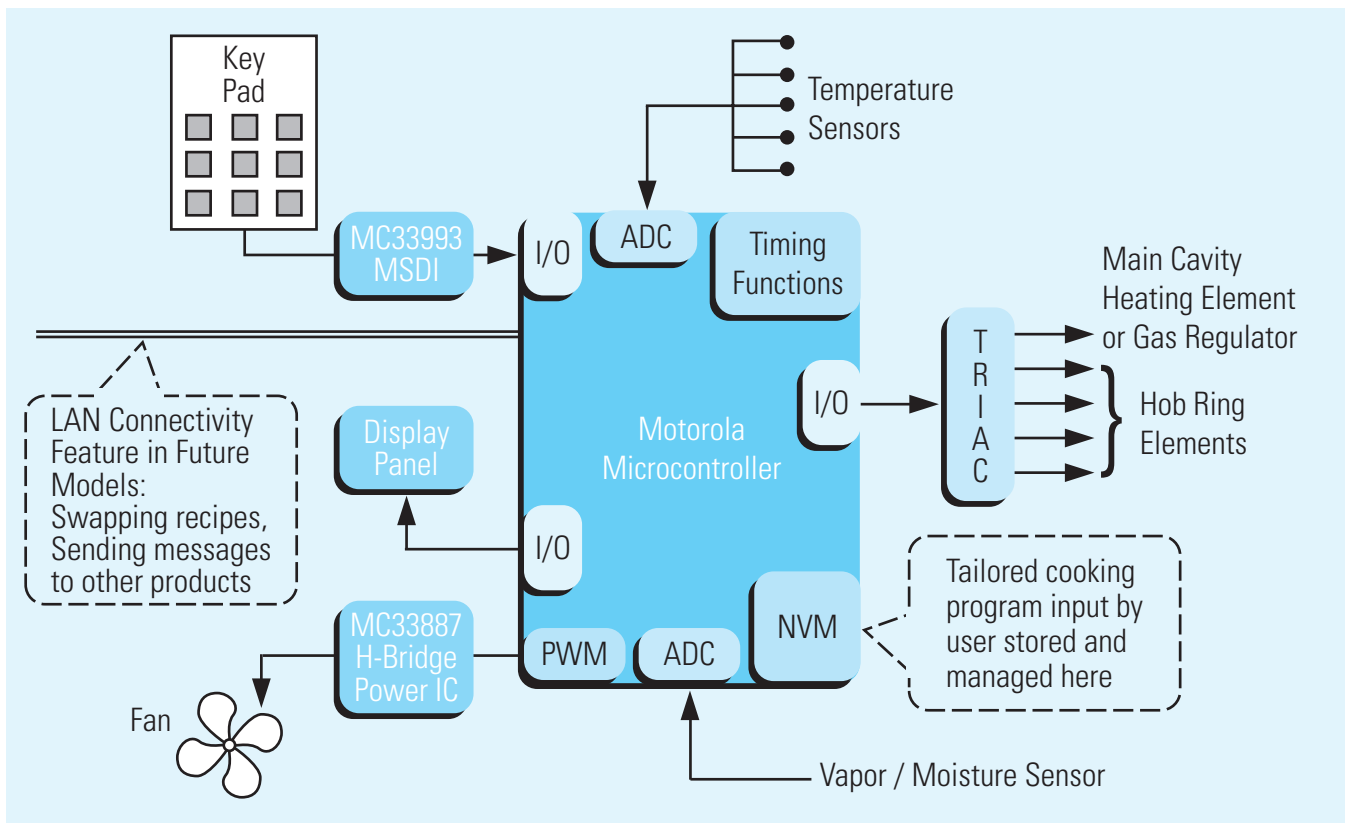 Key
Pad
Temperature
Sensors
MC33993
MSDI
I/O
ADC
Timing
Functions
Main Cavity
Heating Element
or Gas Regulator
T
R
I
A
C
I/O
Hob Ring
Elements
LAN Connectivity
Feature in Future
Models:
Swapping recipes,
Sending messages
to other products
Display
Panel
Motorola
Microcontroller
I/O
Tailored cooking
program input by
user stored and
managed here
MC33887
H-Bridge
Power IC
PWM
ADC
NVM
Fan
Vapor / Moisture Sensor